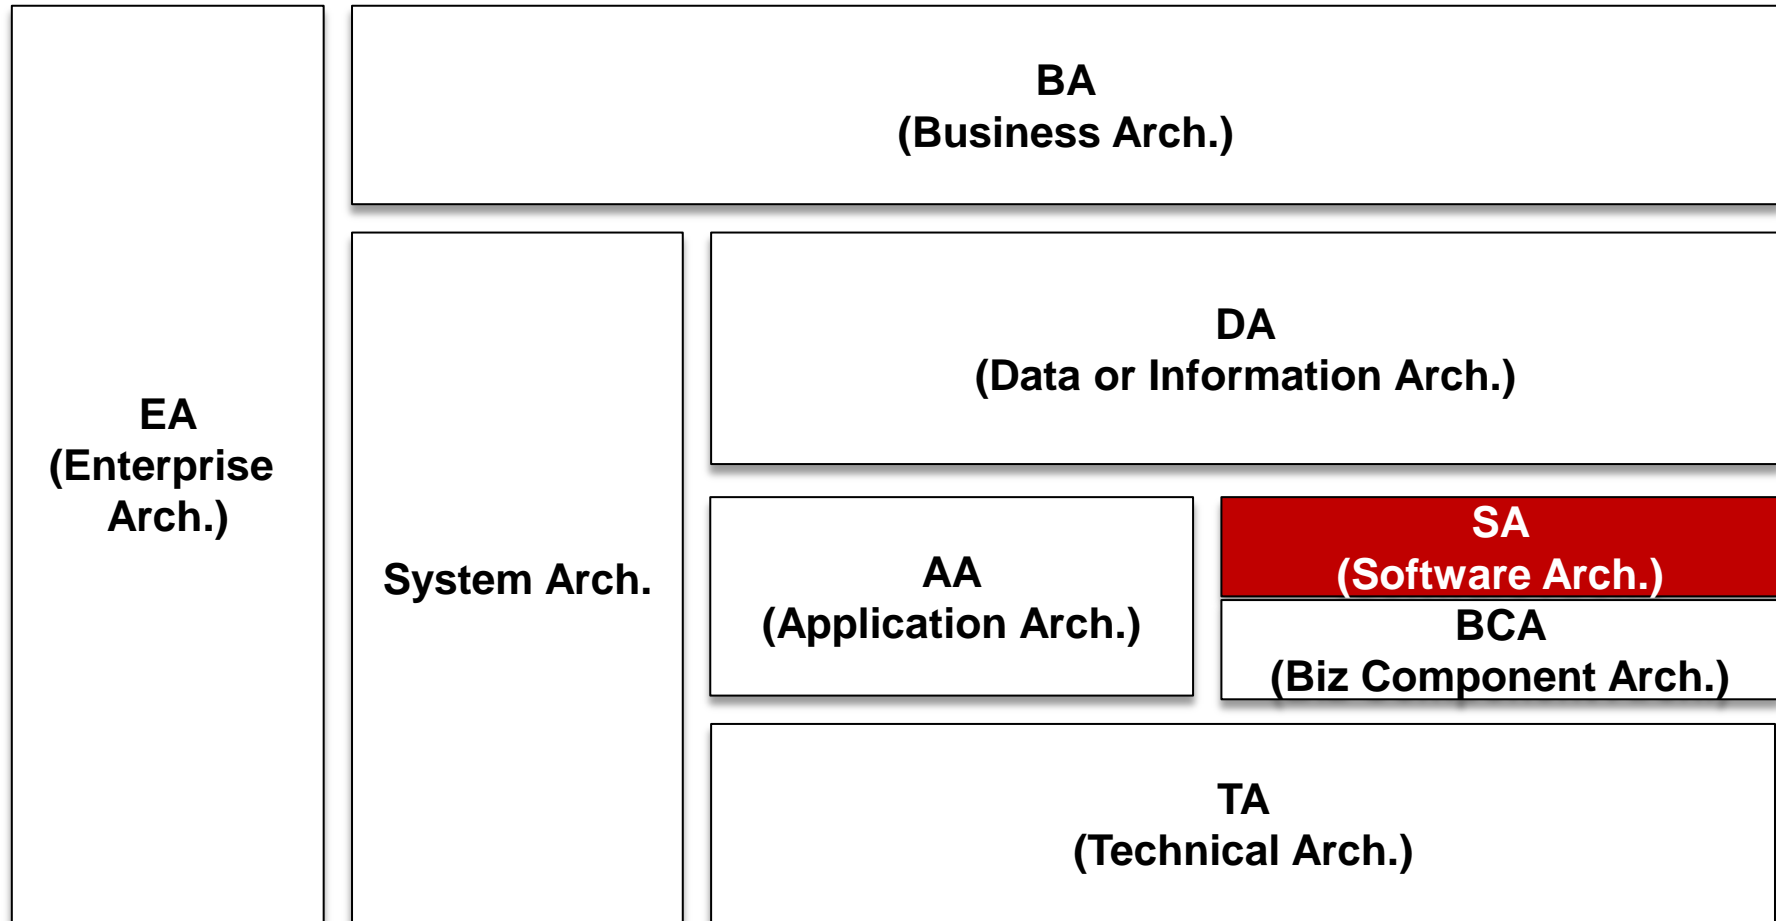 BA
(Business Arch.)
EA
(Enterprise
Arch.)
System Arch.
DA
(Data or Information Arch.)
AA
(Application Arch.)
SA
(Software Arch.)
BCA
(Biz Component Arch.)
TA
(Technical Arch.)